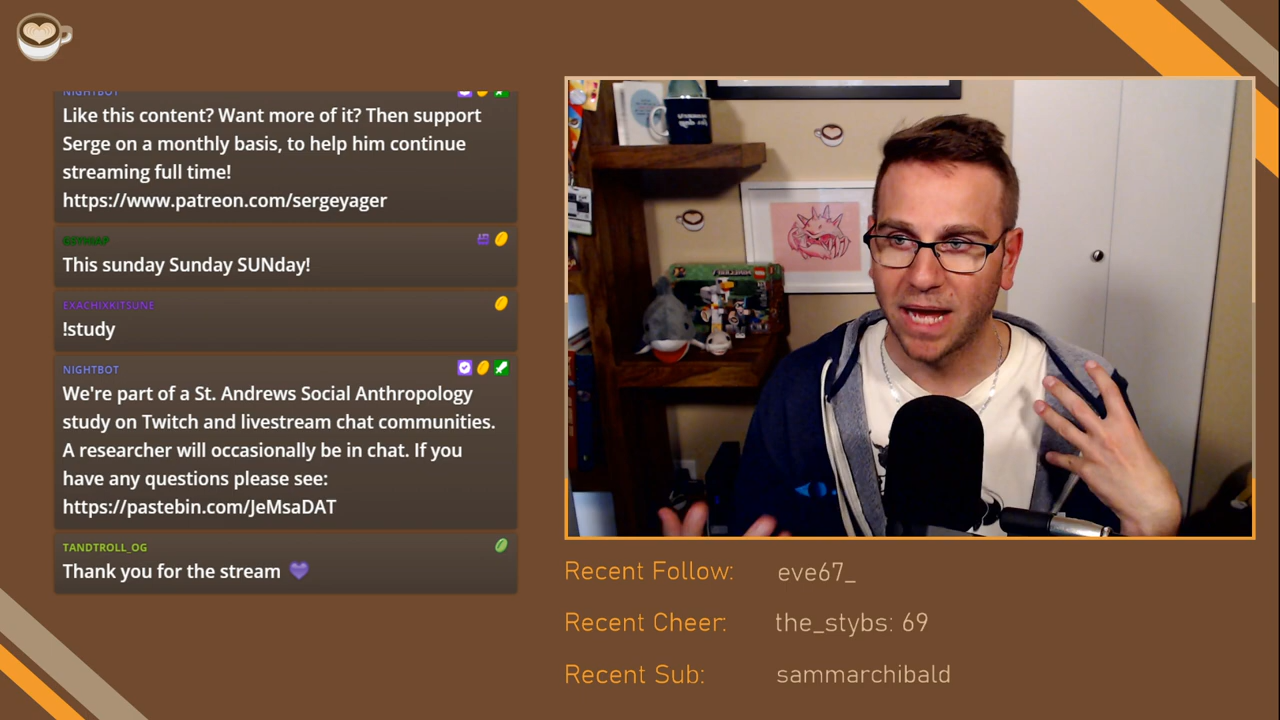 NIGHTBOT
Like this content? Want more of it? Then support
Serge on a monthly basis, to help him continue
streaming full time!
https://www.patreon.com/sergeyager
This sunday Sunday SUNday!
EXACHIXKITSUNE
!study
NIGHTBOT
We're part of a St. Andrews Social Anthropology
study on Twitch and livestream chat communities.
A researcher will occasionally be in chat. If you
have any questions please see:
https://pastebin.com/JeMsaDAT
TANDTROLL_OG
Thank you for the stream 💜
Recent Follow: eve67_
Recent Cheer: the_stybs: 69
Recent Sub: sammarchibald